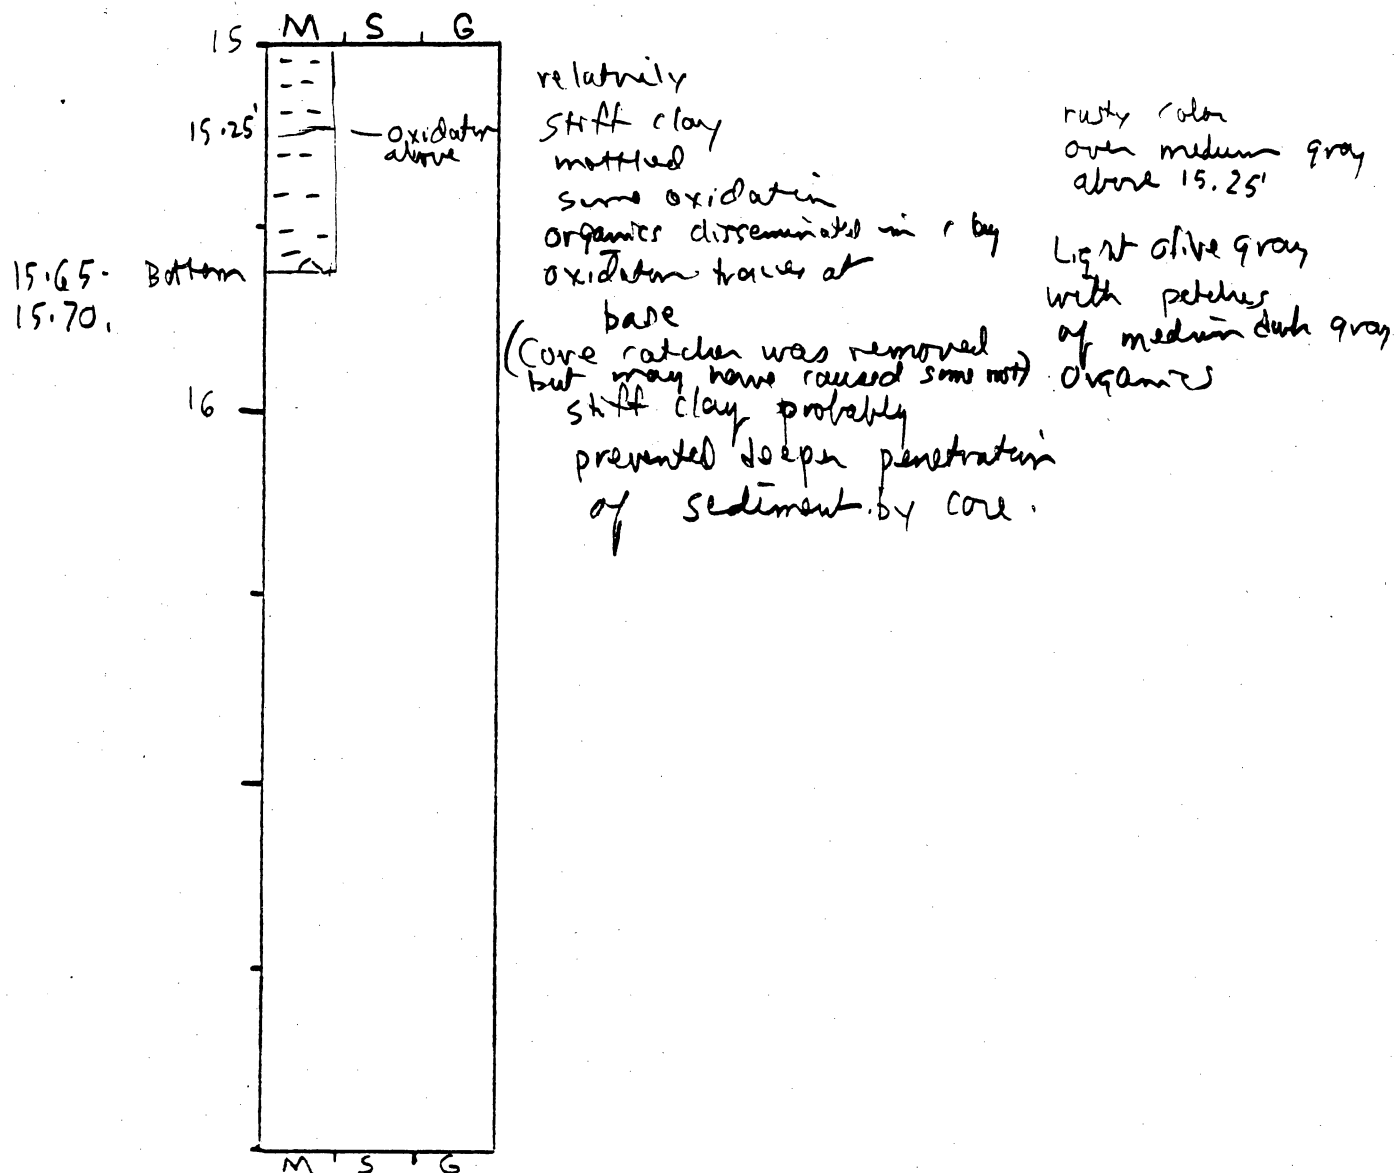 M S G
15
15.25'
oxidation
above
15.65- Bottom
15.70.
16
relatively
stiff clay
mottled
some oxidation
organics disseminated in clay
oxidation traces at
base
(Core catcher was removed
but may have caused some
stiff clay probably
prevented deeper penetration
of sediment by core.
rusty color
over medium gray
above 15.25'
Light olive gray
with patches
of medium dark gray
organics
M S G